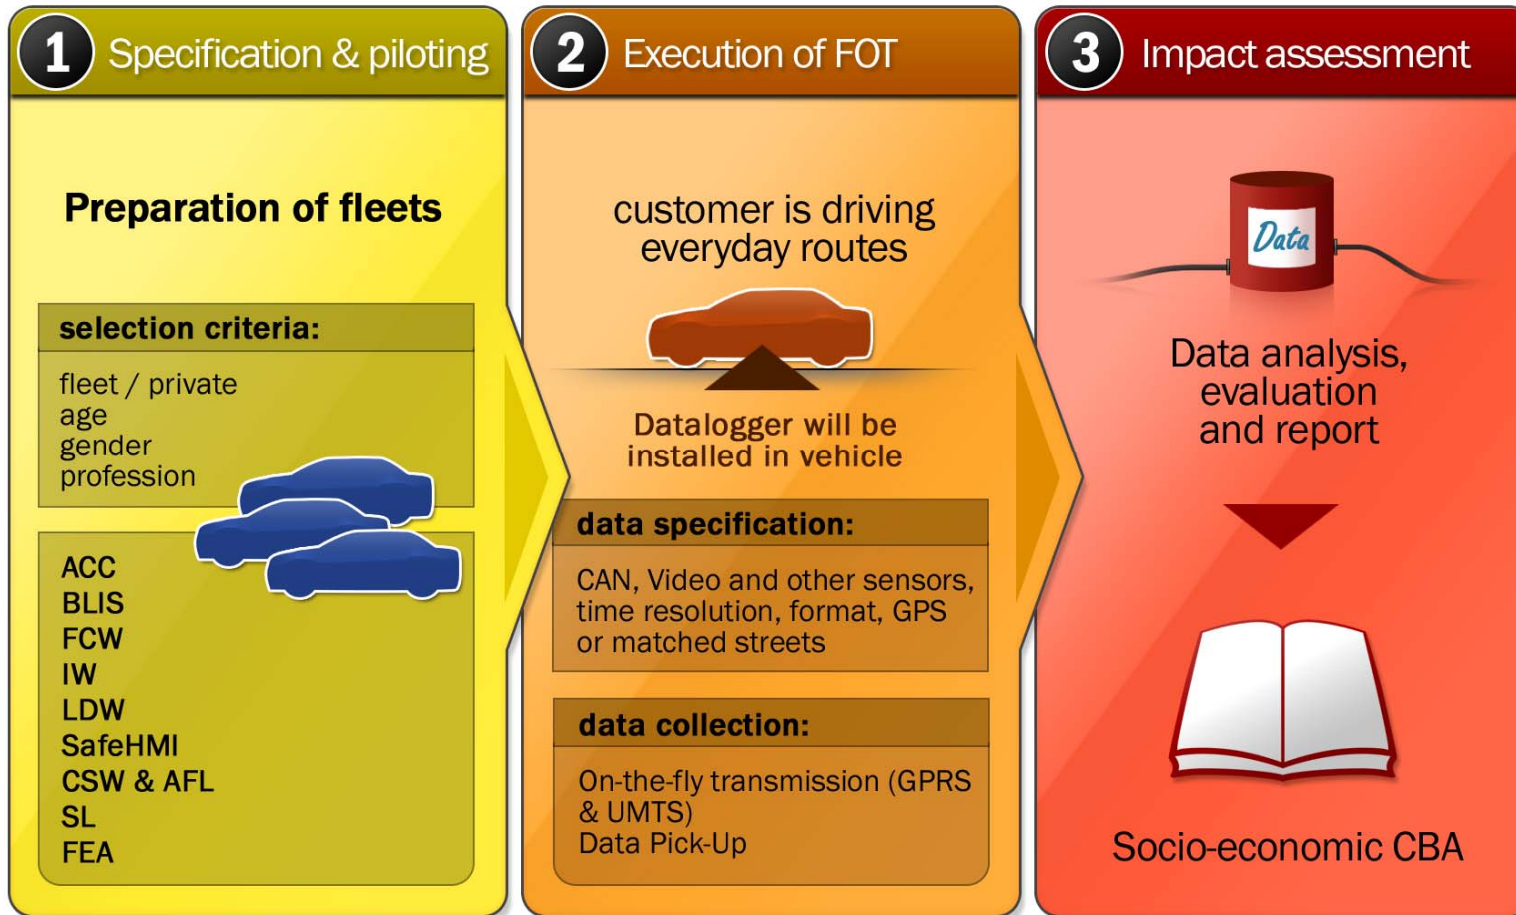 1 Specification & piloting
Preparation of fleets
selection criteria:
fleet / private
age
gender
profession
ACC
BLIS
FCW
IW
LDW
SafeHMI
CSW & AFL
SL
FEA
2 Execution of FOT
customer is driving
everyday routes
Datalogger will be
installed in vehicle
data specification:
CAN, Video and other sensors,
time resolution, format, GPS
or matched streets
data collection:
On-the-fly transmission (GPRS
& UMTS)
Data Pick-Up
3 Impact assessment
Data
Data analysis,
evaluation
and report
Socio-economic CBA